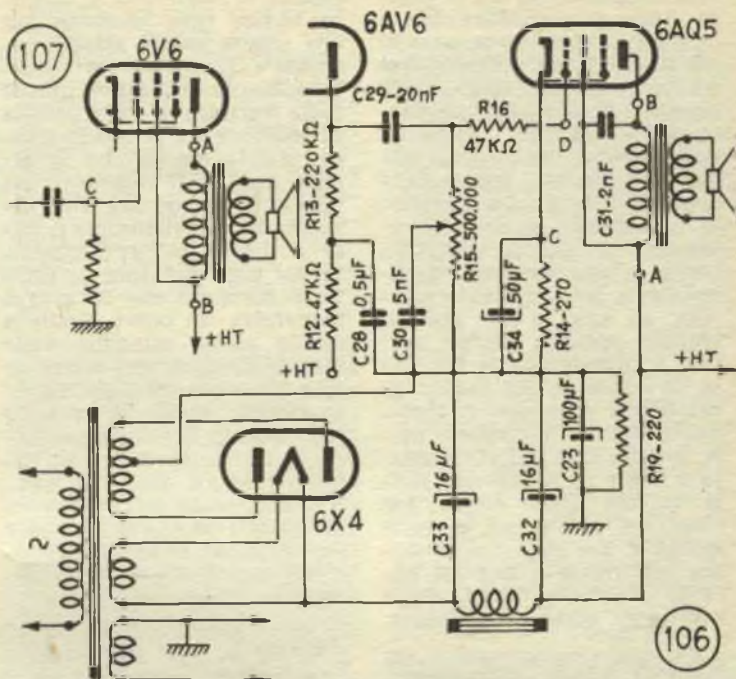 107
6V6
6AV6
6AQ5
C29-20nF
R16
47KΩ
A
B
C
D
C31-2nF
R13-220KΩ
R15-500.000
C
A
B
+HT
R12-47KΩ
C28
0,5µF
C30
5nF
C34
50µF
R14-270
+HT
+HT
6X4
16µF
C33
16µF
C32
100µF
C23
R19-220
2
106